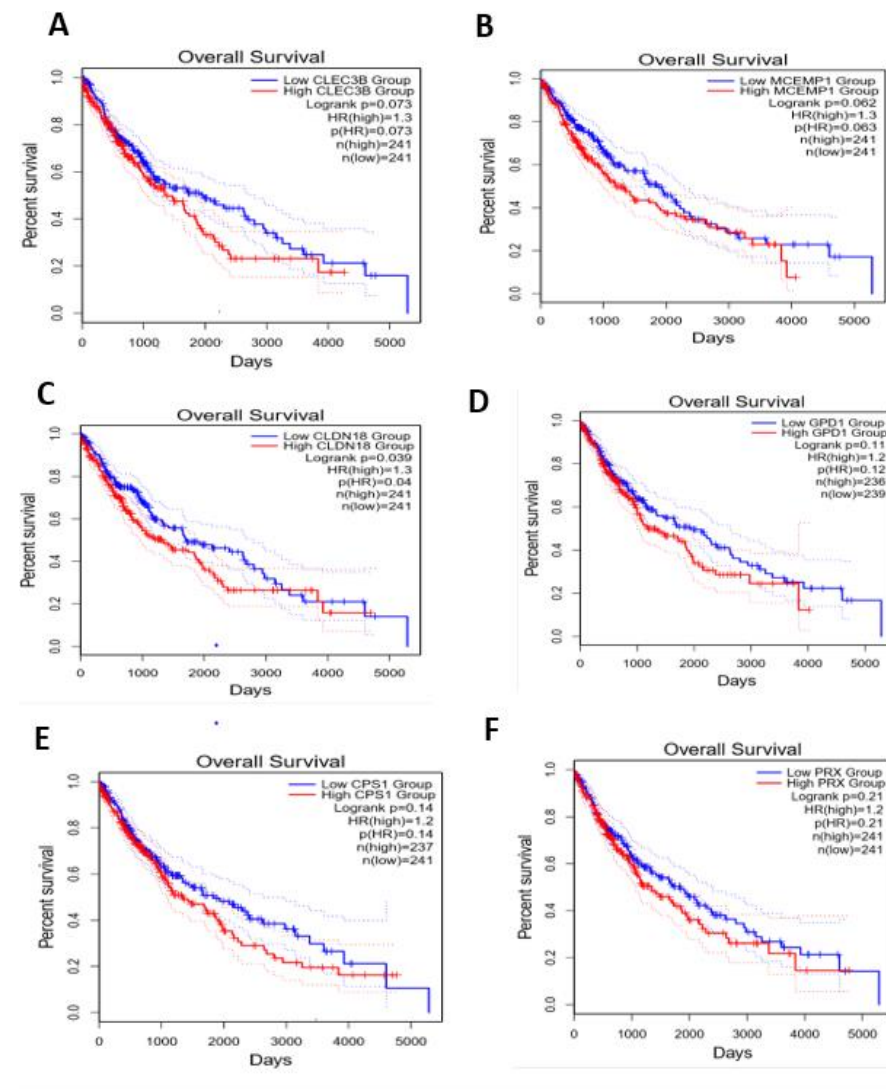 A
Overall Survival
Low CLEC3B Group
High CLEC3B Group
Logrank p=0.073
HR(high)=1.3
p(HR)=0.073
n(high)=241
n(low)=241
Percent survival
0.0 0.2 0.4 0.6 0.8 1.0
0 1000 2000 3000 4000 5000
Days
B
Overall Survival
Low MCEMP1 Group
High MCEMP1 Group
Logrank p=0.062
HR(high)=1.3
p(HR)=0.063
n(high)=241
n(low)=241
Percent survival
0.0 0.2 0.4 0.6 0.8 1.0
0 1000 2000 3000 4000 5000
Days
C
Overall Survival
Low CLDN18 Group
High CLDN18 Group
Logrank p=0.039
HR(high)=1.3
p(HR)=0.04
n(high)=241
n(low)=241
Percent survival
0.0 0.2 0.4 0.6 0.8 1.0
0 1000 2000 3000 4000 5000
Days
D
Overall Survival
Low GPD1 Group
High GPD1 Group
Logrank p=0.11
HR(high)=1.2
p(HR)=0.12
n(high)=236
n(low)=239
Percent survival
0.0 0.2 0.4 0.6 0.8 1.0
0 1000 2000 3000 4000 5000
Days
E
Overall Survival
Low CPS1 Group
High CPS1 Group
Logrank p=0.14
HR(high)=1.2
p(HR)=0.14
n(high)=237
n(low)=241
Percent survival
0.0 0.2 0.4 0.6 0.8 1.0
0 1000 2000 3000 4000 5000
Days
F
Overall Survival
Low PRX Group
High PRX Group
Logrank p=0.21
HR(high)=1.2
p(HR)=0.21
n(high)=241
n(low)=241
Percent survival
0.0 0.2 0.4 0.6 0.8 1.0
0 1000 2000 3000 4000 5000
Days